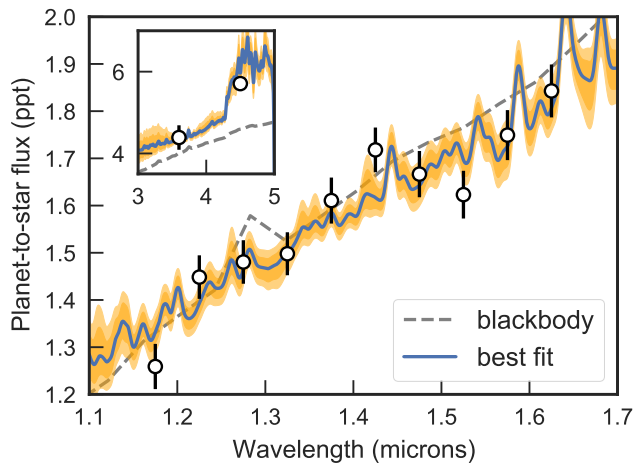 2.0
1.9
1.8
1.7
1.6
1.5
1.4
1.3
1.2
Planet-to-star flux (ppt)
6
4
3 4 5
blackbody
best fit
1.1 1.2 1.3 1.4 1.5 1.6 1.7
Wavelength (microns)